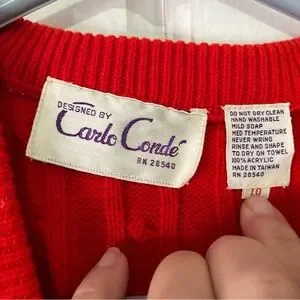 DESIGNED BY
Carlo Condé
RN 28540
DO NOT DRY CLEAN
HAND WASHABLE
MILD SOAP
MED TEMPERATURE
NEVER WRING
RINSE AND SHAPE
TO DRY ON TOWEL
100% ACRYLIC
MADE IN TAIWAN
RN 28540
10